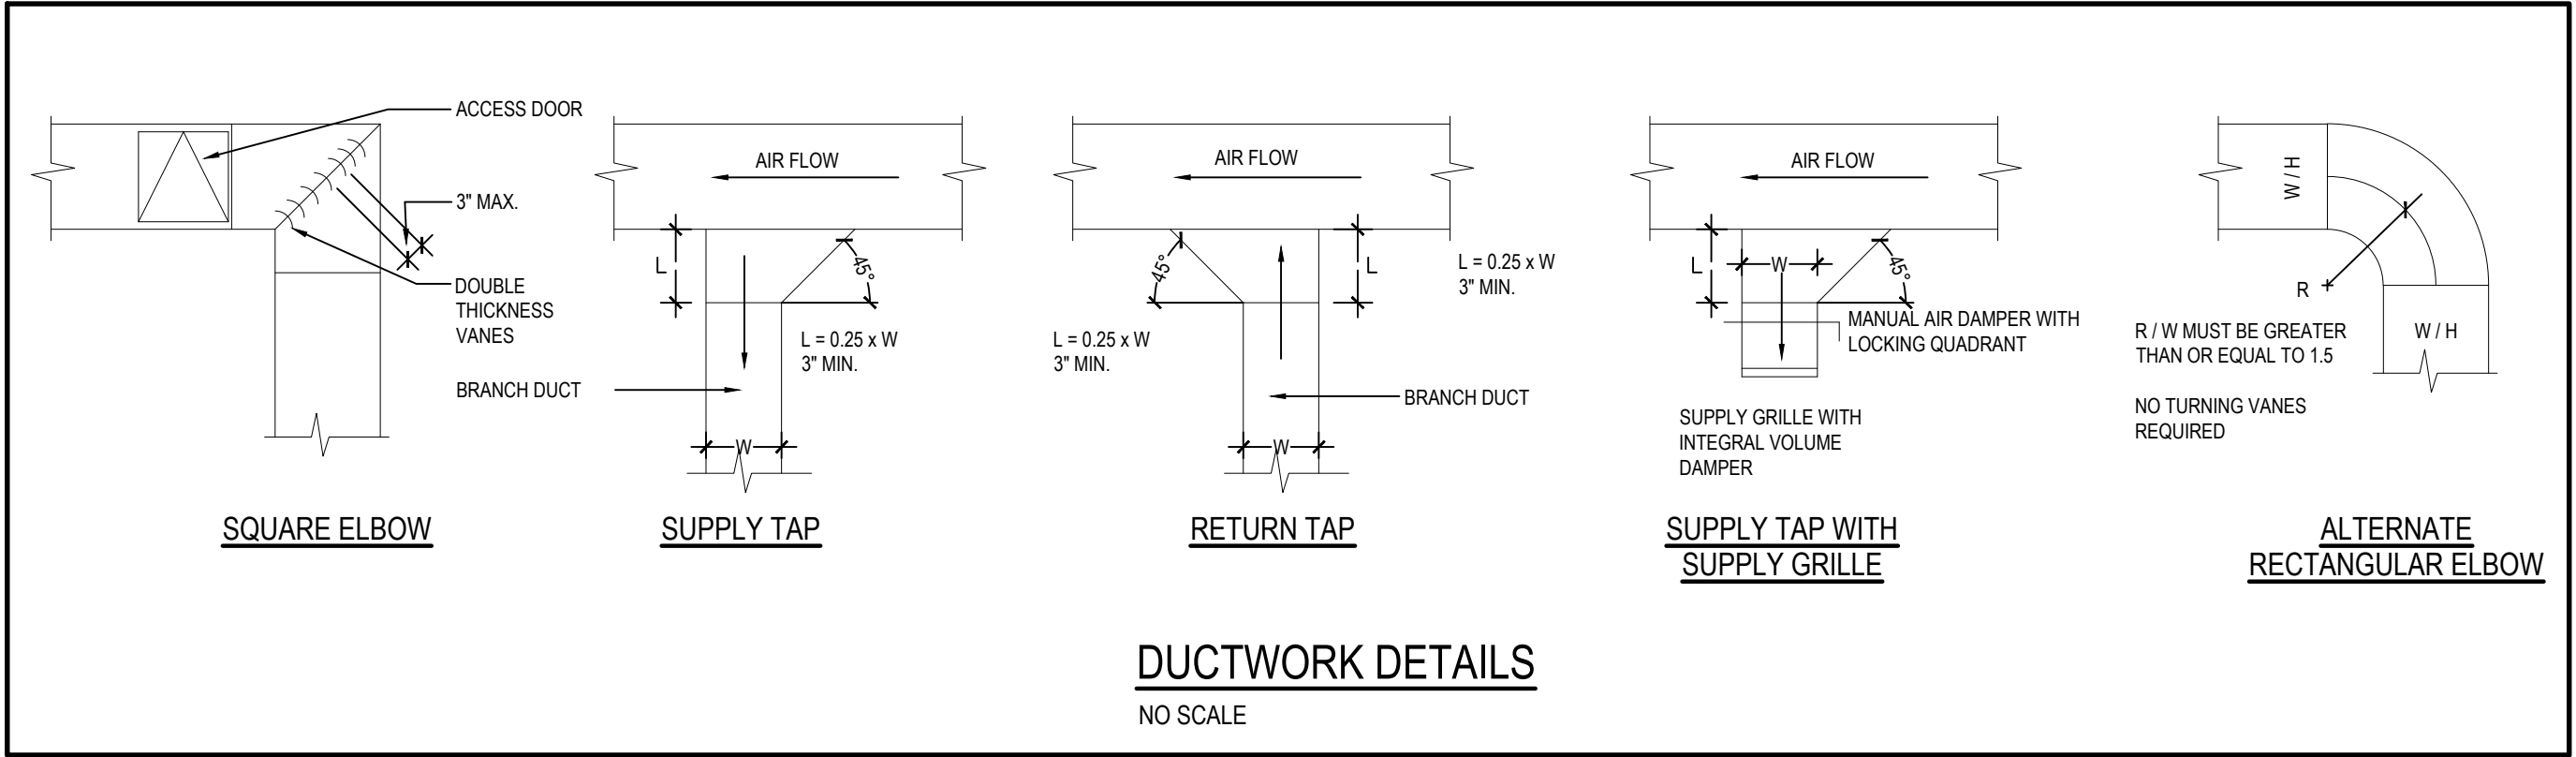 ACCESS DOOR
3" MAX.
DOUBLE
THICKNESS
VANES
SQUARE ELBOW
AIR FLOW
L
45°
L = 0.25 x W
3" MIN.
BRANCH DUCT
W
SUPPLY TAP
AIR FLOW
45°
L
L = 0.25 x W
3" MIN.
L = 0.25 x W
3" MIN.
BRANCH DUCT
W
RETURN TAP
AIR FLOW
L
W
45°
MANUAL AIR DAMPER WITH
LOCKING QUADRANT
SUPPLY GRILLE WITH
INTEGRAL VOLUME
DAMPER
SUPPLY TAP WITH
SUPPLY GRILLE
W / H
R
W / H
R / W MUST BE GREATER
THAN OR EQUAL TO 1.5
NO TURNING VANES
REQUIRED
ALTERNATE
RECTANGULAR ELBOW
DUCTWORK DETAILS
NO SCALE